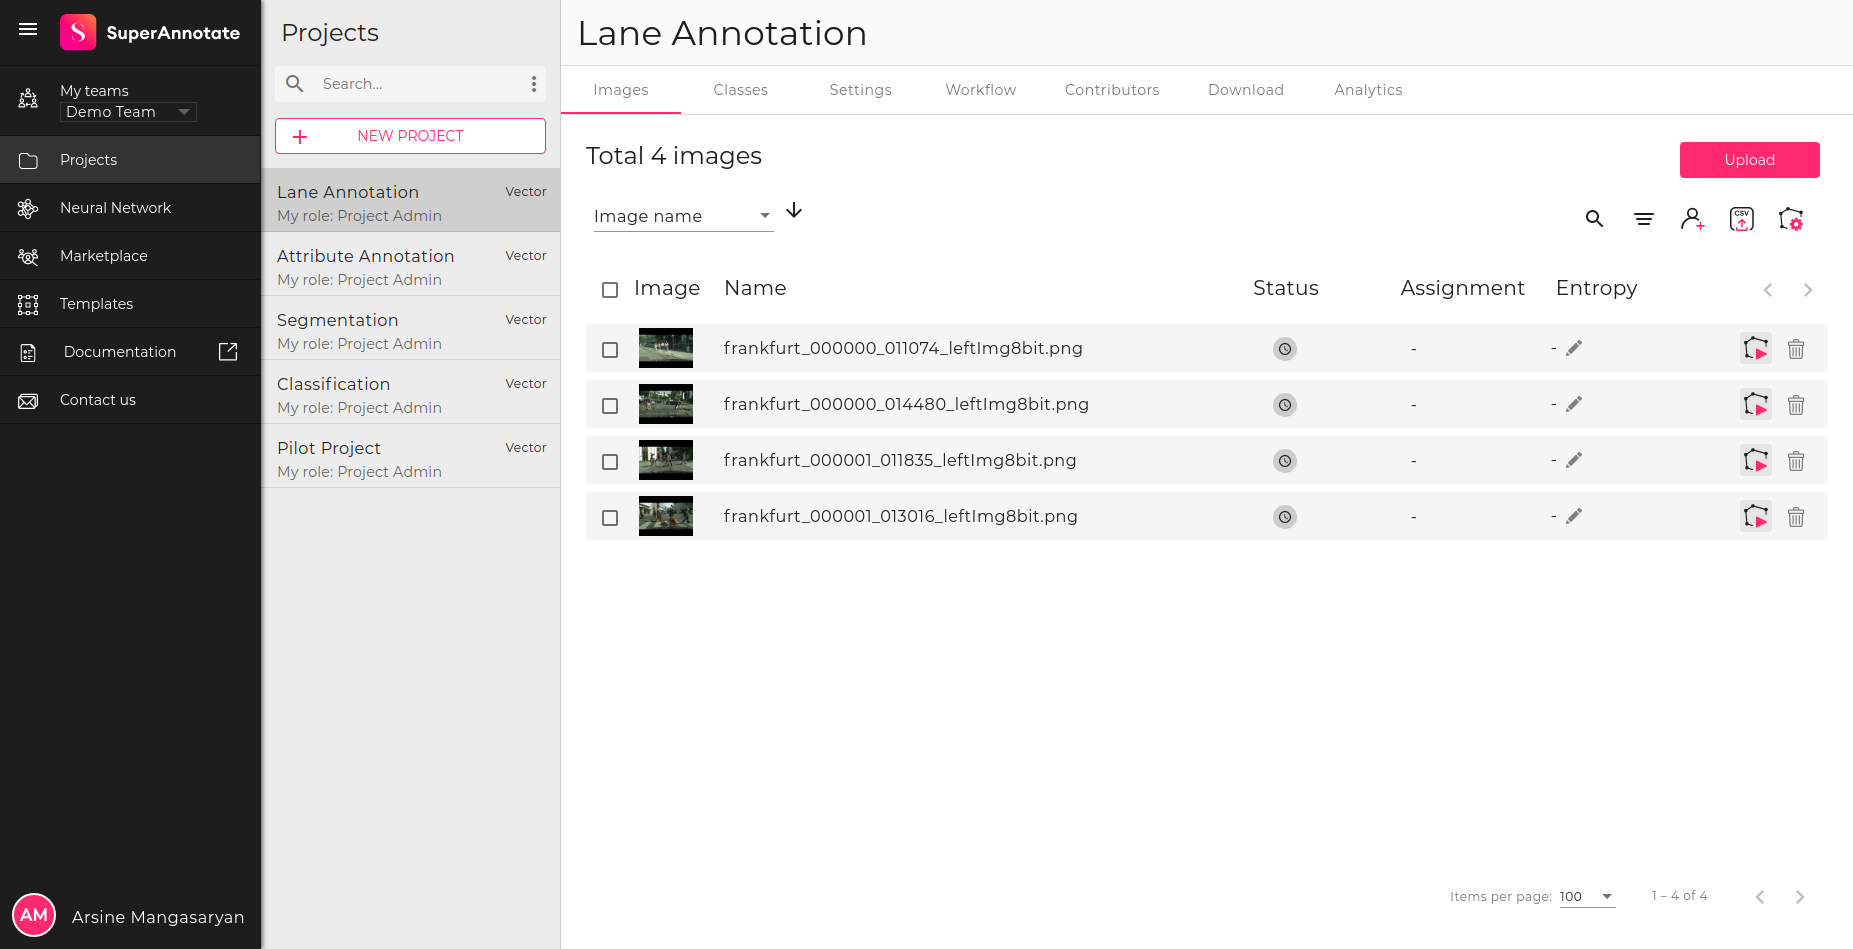 SuperAnnotate
My teams
Demo Team
Projects
Neural Network
Marketplace
Templates
Documentation
Contact us
AM Arsine Mangasaryan
Projects
Search...
NEW PROJECT
Lane Annotation Vector
My role: Project Admin
Attribute Annotation Vector
My role: Project Admin
Segmentation Vector
My role: Project Admin
Classification Vector
My role: Project Admin
Pilot Project Vector
My role: Project Admin
Lane Annotation
Images Classes Settings Workflow Contributors Download Analytics
Total 4 images
Upload
Image name
CSV
Image Name Status Assignment Entropy
frankfurt_000000_011074_leftImg8bit.png - -
frankfurt_000000_014480_leftImg8bit.png - -
frankfurt_000001_011835_leftImg8bit.png - -
frankfurt_000001_013016_leftImg8bit.png - -
Items per page: 100 1 – 4 of 4